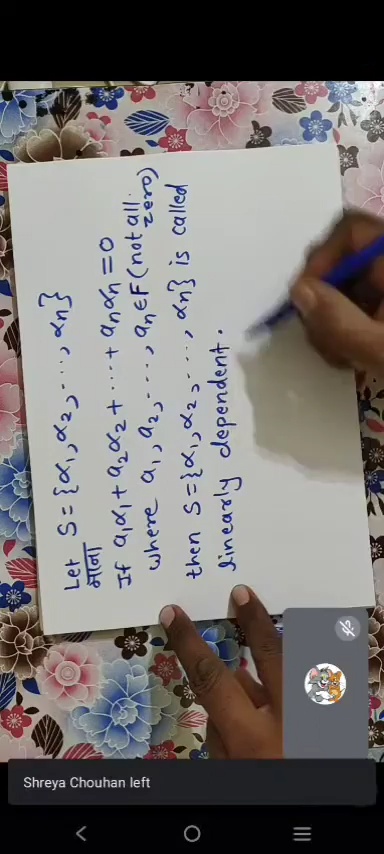 Let S = {α₁, α₂, ..., αn}
माना
If a₁α₁ + a₂α₂ + ... + anαn = 0
where a₁, a₂, ..., an ∈ F (not all zero)
then S = {α₁, α₂, ..., αn} is called
linearly dependent.
Shreya Chouhan left